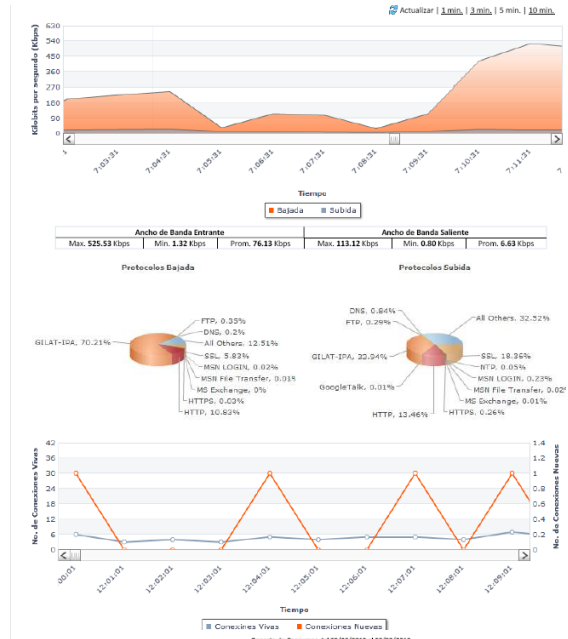 Actualizar | 1 min. | 3 min. | 5 min | 10 min.
630
540
450
360
270
180
90
0
Kilobits por segundo (Kbps)
7:03:31
7:04:31
7:05:31
7:06:31
7:07:31
7:08:31
7:09:31
7:10:31
7:11:31
Tiempo
Bajada Subida
Ancho de Banda Entrante Ancho de Banda Saliente
Max. 525.53 Kbps Min. 1.32 Kbps Prom. 76.13 Kbps Max. 113.12 Kbps Min. 0.80 Kbps Prom. 6.63 Kbps
Protocolos Bajada
FTP, 0.35%
DNS, 0.2%
All Others, 12.51%
GILAT-IPA, 70.21%
SSL, 5.83%
MSN LOGIN, 0.02%
MSN File Transfer, 0.01%
MS Exchange, 0%
HTTPS, 0.03%
HTTP, 10.83%
Protocolos Subida
DNS, 0.84%
FTP, 0.29%
All Others, 32.52%
GILAT-IPA, 33.94%
SSL, 18.36%
NTP, 0.05%
GoogleTalk, 0.01%
MSN LOGIN, 0.23%
MSN File Transfer, 0.02%
MS Exchange, 0.01%
HTTP, 13.46%
HTTPS, 0.26%
42
36
30
24
18
12
6
0
No. de Conexiones Vivas
1.4
1.2
1
0.8
0.6
0.4
0.2
0
No. de Conexiones Nuevas
:00:01
12:01:01
12:02:01
12:03:01
12:04:01
12:05:01
12:06:01
12:07:01
12:08:01
12:09:01
Tiempo
Conexines Vivas Conexiones Nuevas